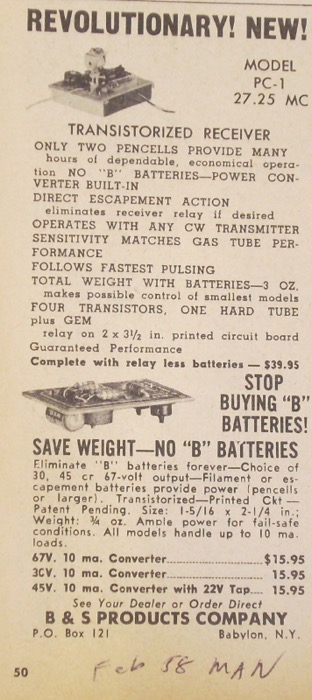 REVOLUTIONARY! NEW!
MODEL
PC-1
27.25 MC
TRANSISTORIZED RECEIVER
ONLY TWO PENCELLS PROVIDE MANY
hours of dependable, economical opera-
tion NO "B" BATTERIES—POWER CON-
VERTER BUILT-IN
DIRECT ESCAPEMENT ACTION
eliminates receiver relay if desired
OPERATES WITH ANY CW TRANSMITTER
SENSITIVITY MATCHES GAS TUBE PER-
FORMANCE
FOLLOWS FASTEST PULSING
TOTAL WEIGHT WITH BATTERIES—3 OZ.
makes possible control of smallest models
FOUR TRANSISTORS, ONE HARD TUBE
plus GEM
relay on 2 x 3½ in. printed circuit board
Guaranteed Performance
Complete with relay less batteries — $39.95
STOP
BUYING "B"
BATTERIES!
SAVE WEIGHT—NO "B" BATTERIES
Eliminate "B" batteries forever—Choice of
30, 45 or 67-volt output—Filament or es-
capement batteries provide power (pencells
or larger). Transistorized—Printed Ckt —
Patent Pending. Size: 1-5/16 x 2-1/4 in.;
Weight: ¾ oz. Ample power for fail-safe
conditions. All models handle up to 10 ma.
loads.
67V. 10 ma. Converter..........................$15.95
30V. 10 ma. Converter.......................... 15.95
45V. 10 ma. Converter with 22V Tap.... 15.95
See Your Dealer or Order Direct
B & S PRODUCTS COMPANY
P.O. Box 121 Babylon, N.Y.
50 Feb 58 MAN